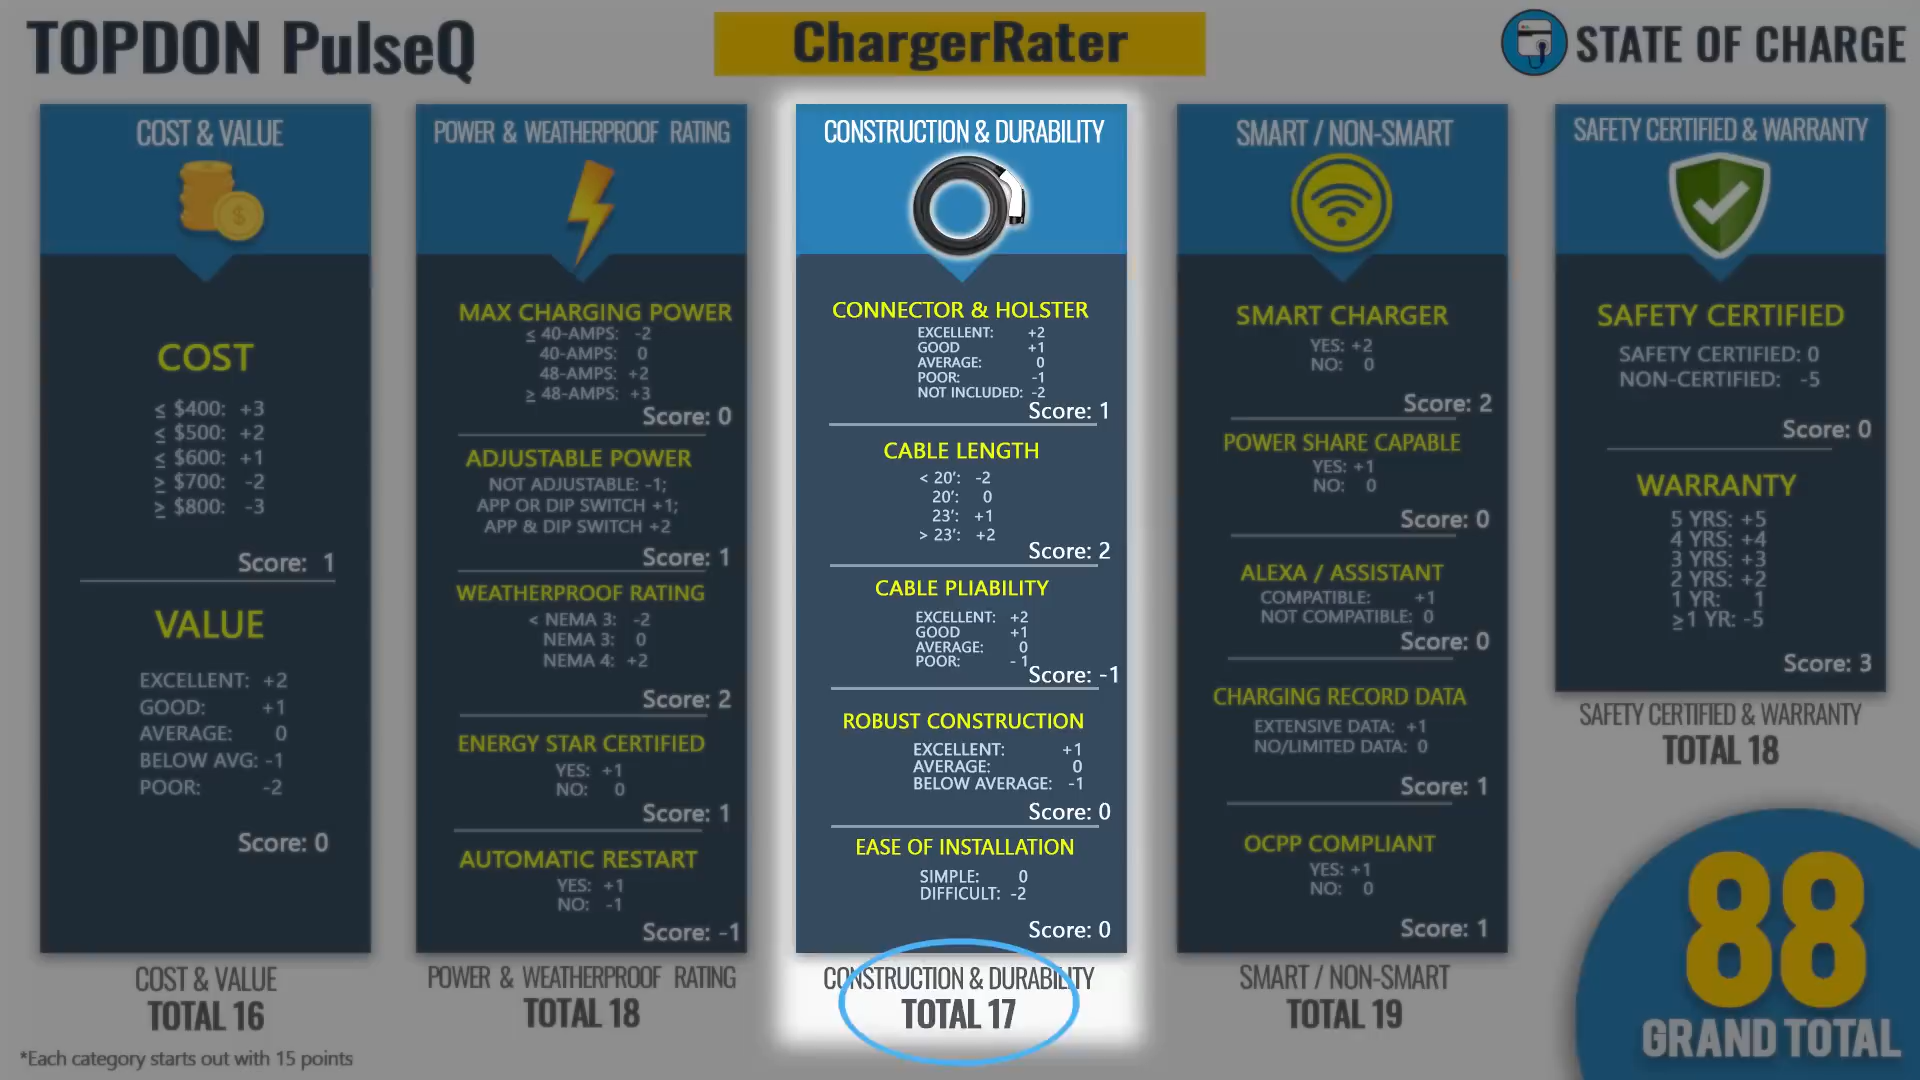 TOPDON PulseQ
ChargerRater
STATE OF CHARGE
COST & VALUE
$
COST
≤ $400: +3
≤ $500: +2
≤ $600: +1
≥ $700: -2
≥ $800: -3
Score: 1
VALUE
EXCELLENT: +2
GOOD: +1
AVERAGE: 0
BELOW AVG: -1
POOR: -2
Score: 0
COST & VALUE
TOTAL 16
*Each category starts out with 15 points
POWER & WEATHERPROOF RATING
MAX CHARGING POWER
≤ 40-AMPS: -2
40-AMPS: 0
48-AMPS: +2
≥ 48-AMPS: +3
Score: 0
ADJUSTABLE POWER
NOT ADJUSTABLE: -1;
APP OR DIP SWITCH +1;
APP & DIP SWITCH +2
Score: 1
WEATHERPROOF RATING
< NEMA 3: -2
NEMA 3: 0
NEMA 4: +2
Score: 2
ENERGY STAR CERTIFIED
YES: +1
NO: 0
Score: 1
AUTOMATIC RESTART
YES: +1
NO: -1
Score: -1
POWER & WEATHERPROOF RATING
TOTAL 18
CONSTRUCTION & DURABILITY
CONNECTOR & HOLSTER
EXCELLENT: +2
GOOD +1
AVERAGE: 0
POOR: -1
NOT INCLUDED: -2
Score: 1
CABLE LENGTH
< 20': -2
20': 0
23': +1
> 23': +2
Score: 2
CABLE PLIABILITY
EXCELLENT: +2
GOOD +1
AVERAGE: 0
POOR: - 1
Score: -1
ROBUST CONSTRUCTION
EXCELLENT: +1
AVERAGE: 0
BELOW AVERAGE: -1
Score: 0
EASE OF INSTALLATION
SIMPLE: 0
DIFFICULT: -2
Score: 0
CONSTRUCTION & DURABILITY
TOTAL 17
SMART / NON-SMART
SMART CHARGER
YES: +2
NO: 0
Score: 2
POWER SHARE CAPABLE
YES: +1
NO: 0
Score: 0
ALEXA / ASSISTANT
COMPATIBLE: +1
NOT COMPATIBLE: 0
Score: 0
CHARGING RECORD DATA
EXTENSIVE DATA: +1
NO/LIMITED DATA: 0
Score: 1
OCPP COMPLIANT
YES: +1
NO: 0
Score: 1
SMART / NON-SMART
TOTAL 19
SAFETY CERTIFIED & WARRANTY
SAFETY CERTIFIED
SAFETY CERTIFIED: 0
NON-CERTIFIED: -5
Score: 0
WARRANTY
5 YRS: +5
4 YRS: +4
3 YRS: +3
2 YRS: +2
1 YR: 1
≥1 YR: -5
Score: 3
SAFETY CERTIFIED & WARRANTY
TOTAL 18
88
GRAND TOTAL